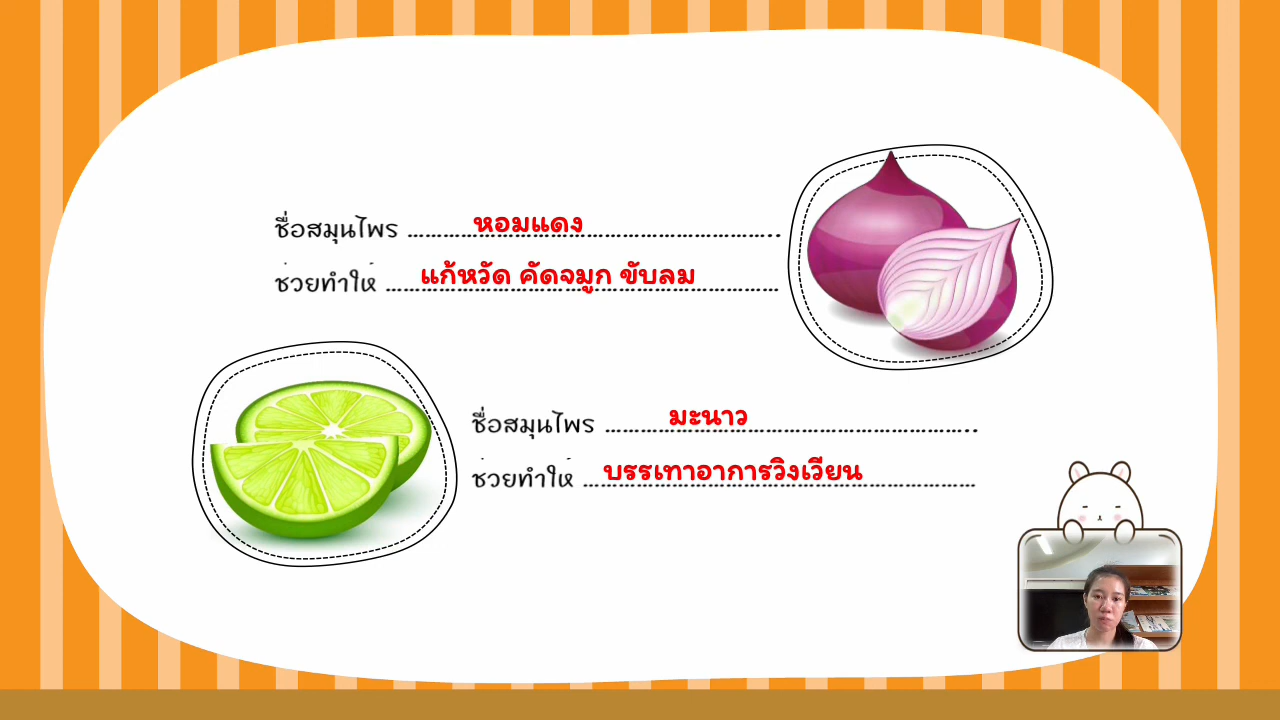 ชื่อสมุนไพร ................หอมแดง................
ช่วยทำให้ ......แก้หวัด คัดจมูก ขับลม......
ชื่อสมุนไพร ................มะนาว................
ช่วยทำให้ ......บรรเทาอาการวิงเวียน......